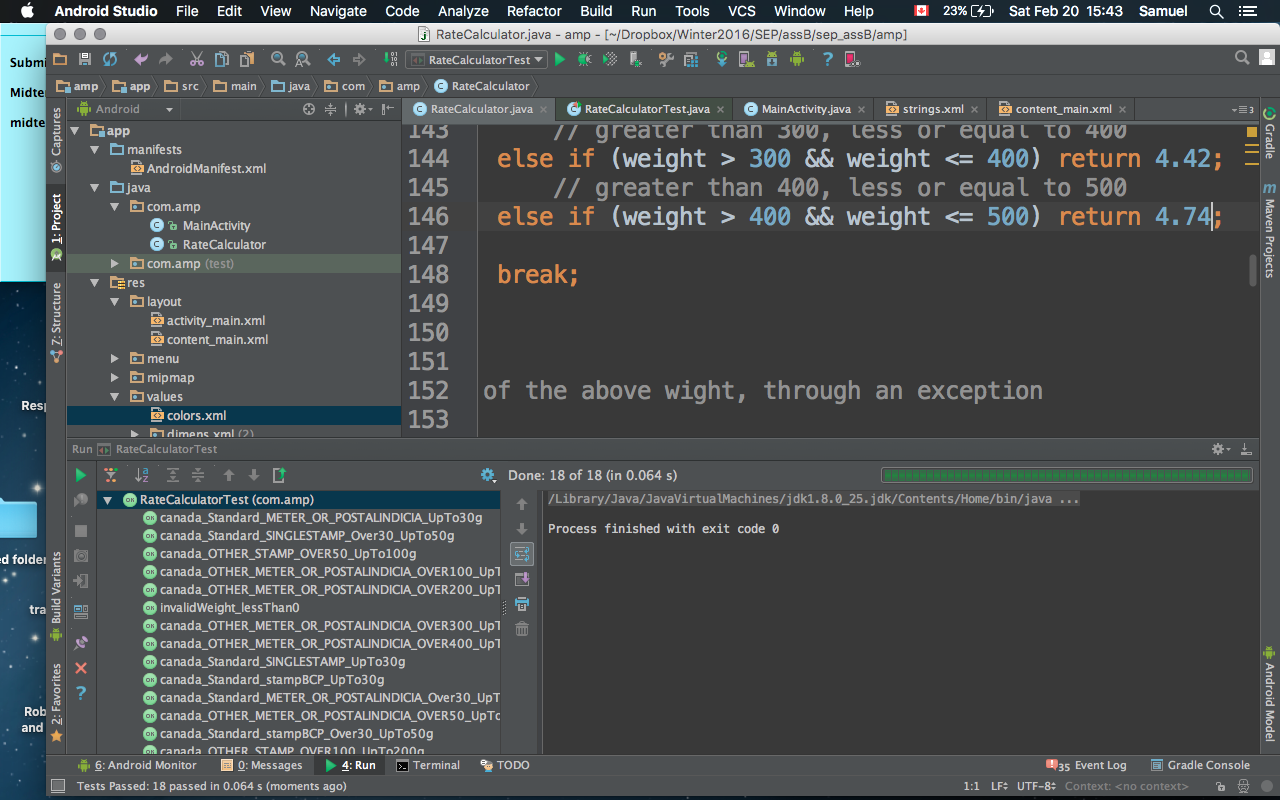 Android Studio File Edit View Navigate Code Analyze Refactor Build Run Tools VCS Window Help 23% Sat Feb 20 15:43 Samuel
RateCalculator.java - amp - [~/Dropbox/Winter2016/SEP/assB/sep_assB/amp]
Submi
Midte
midte
Resp
ed folder
tra
Rob
and
RateCalculatorTest
amp app src main java com amp RateCalculator
Android
RateCalculator.java RateCalculatorTest.java MainActivity.java strings.xml content_main.xml
app
manifests
AndroidManifest.xml
java
com.amp
MainActivity
RateCalculator
com.amp (test)
res
layout
activity_main.xml
content_main.xml
menu
mipmap
values
colors.xml
dimens.xml (2)
143 // greater than 300, less or equal to 400
144 else if (weight > 300 && weight <= 400) return 4.42;
145 // greater than 400, less or equal to 500
146 else if (weight > 400 && weight <= 500) return 4.74;
147
148 break;
149
150
151
152 of the above wight, through an exception
153
Captures
1: Project
Z: Structure
Build Variants
2: Favorites
Gradle
Maven Projects
Android Model
Run RateCalculatorTest
Done: 18 of 18 (in 0.064 s)
RateCalculatorTest (com.amp)
canada_Standard_METER_OR_POSTALINDICIA_UpTo30g
canada_Standard_SINGLESTAMP_Over30_UpTo50g
canada_OTHER_STAMP_OVER50_UpTo100g
canada_OTHER_METER_OR_POSTALINDICIA_OVER100_UpT
canada_OTHER_METER_OR_POSTALINDICIA_OVER200_UpT
invalidWeight_lessThan0
canada_OTHER_METER_OR_POSTALINDICIA_OVER300_UpT
canada_OTHER_METER_OR_POSTALINDICIA_OVER400_UpT
canada_Standard_SINGLESTAMP_UpTo30g
canada_Standard_stampBCP_UpTo30g
canada_Standard_METER_OR_POSTALINDICIA_Over30_UpT
canada_OTHER_METER_OR_POSTALINDICIA_OVER50_UpTo
canada_Standard_stampBCP_Over30_UpTo50g
canada_OTHER_STAMP_OVER100_UpTo200g
/Library/Java/JavaVirtualMachines/jdk1.8.0_25.jdk/Contents/Home/bin/java ...
Process finished with exit code 0
6: Android Monitor 0: Messages 4: Run Terminal TODO 35 Event Log Gradle Console
Tests Passed: 18 passed in 0.064 s (moments ago) 1:1 LF UTF-8 Context: <no context>